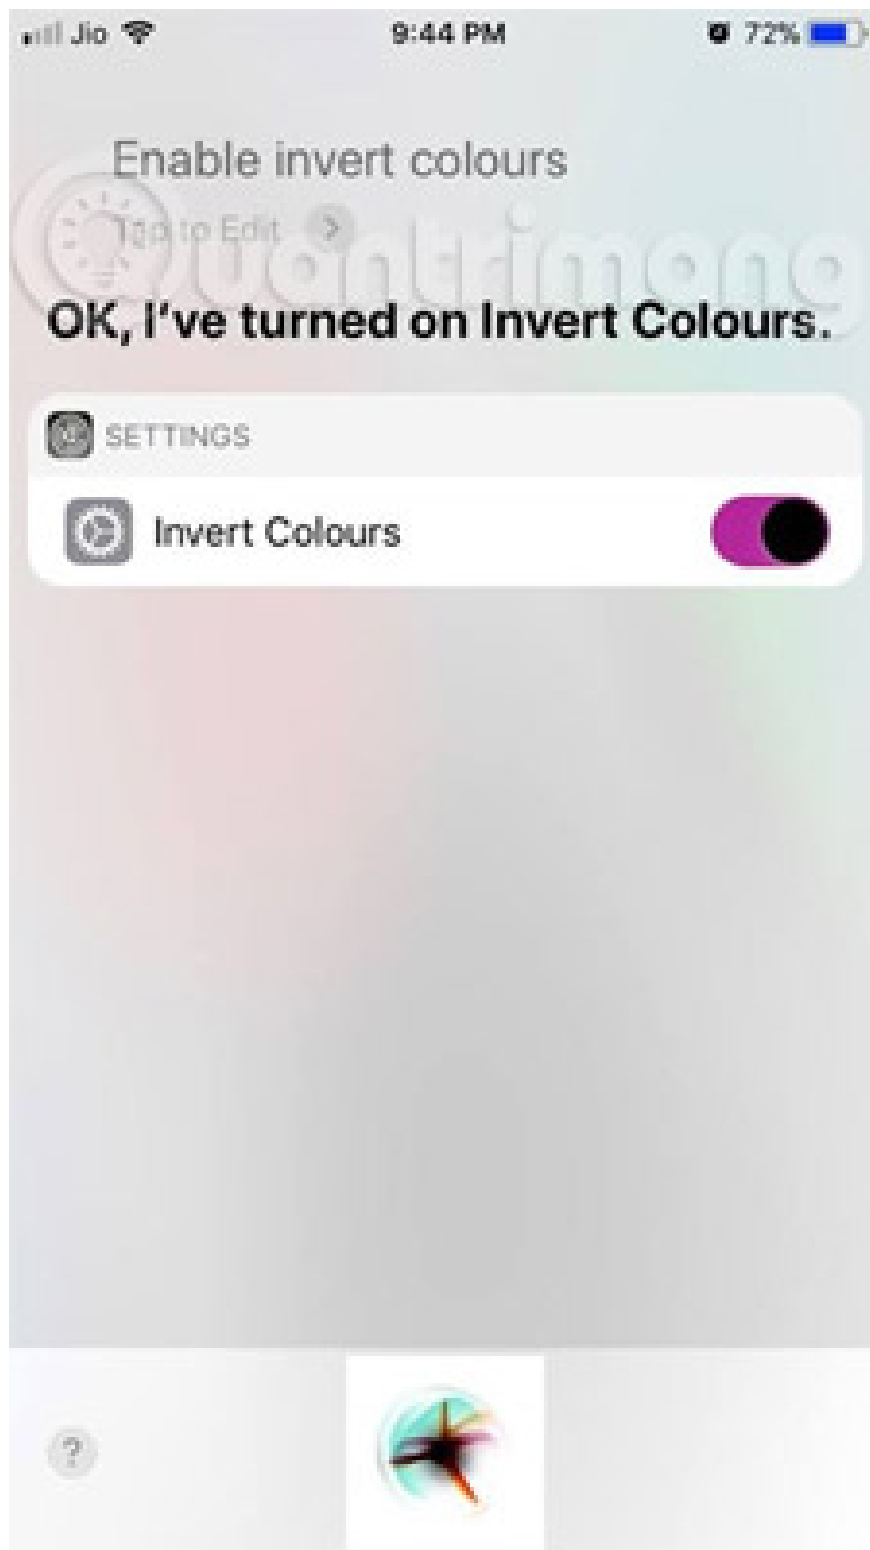 Jio 9:44 PM 72%
Enable invert colours
Tap to Edit
Quantrimang
OK, I’ve turned on Invert Colours.
SETTINGS
Invert Colours
?